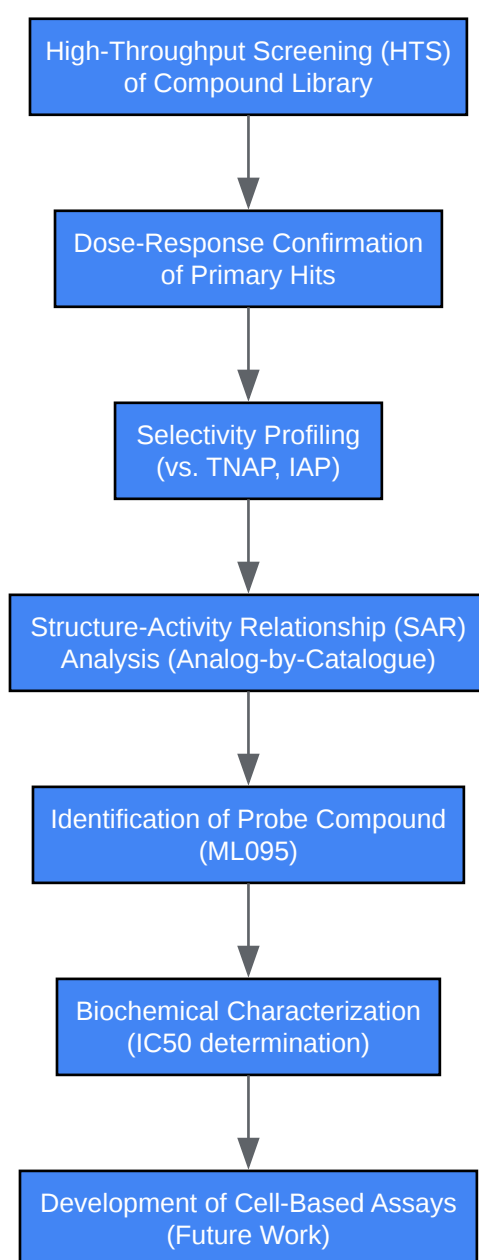 High-Throughput Screening (HTS)
of Compound Library
Dose-Response Confirmation
of Primary Hits
Selectivity Profiling
(vs. TNAP, IAP)
Structure-Activity Relationship (SAR)
Analysis (Analog-by-Catalogue)
Identification of Probe Compound
(ML095)
Biochemical Characterization
(IC50 determination)
Development of Cell-Based Assays
(Future Work)